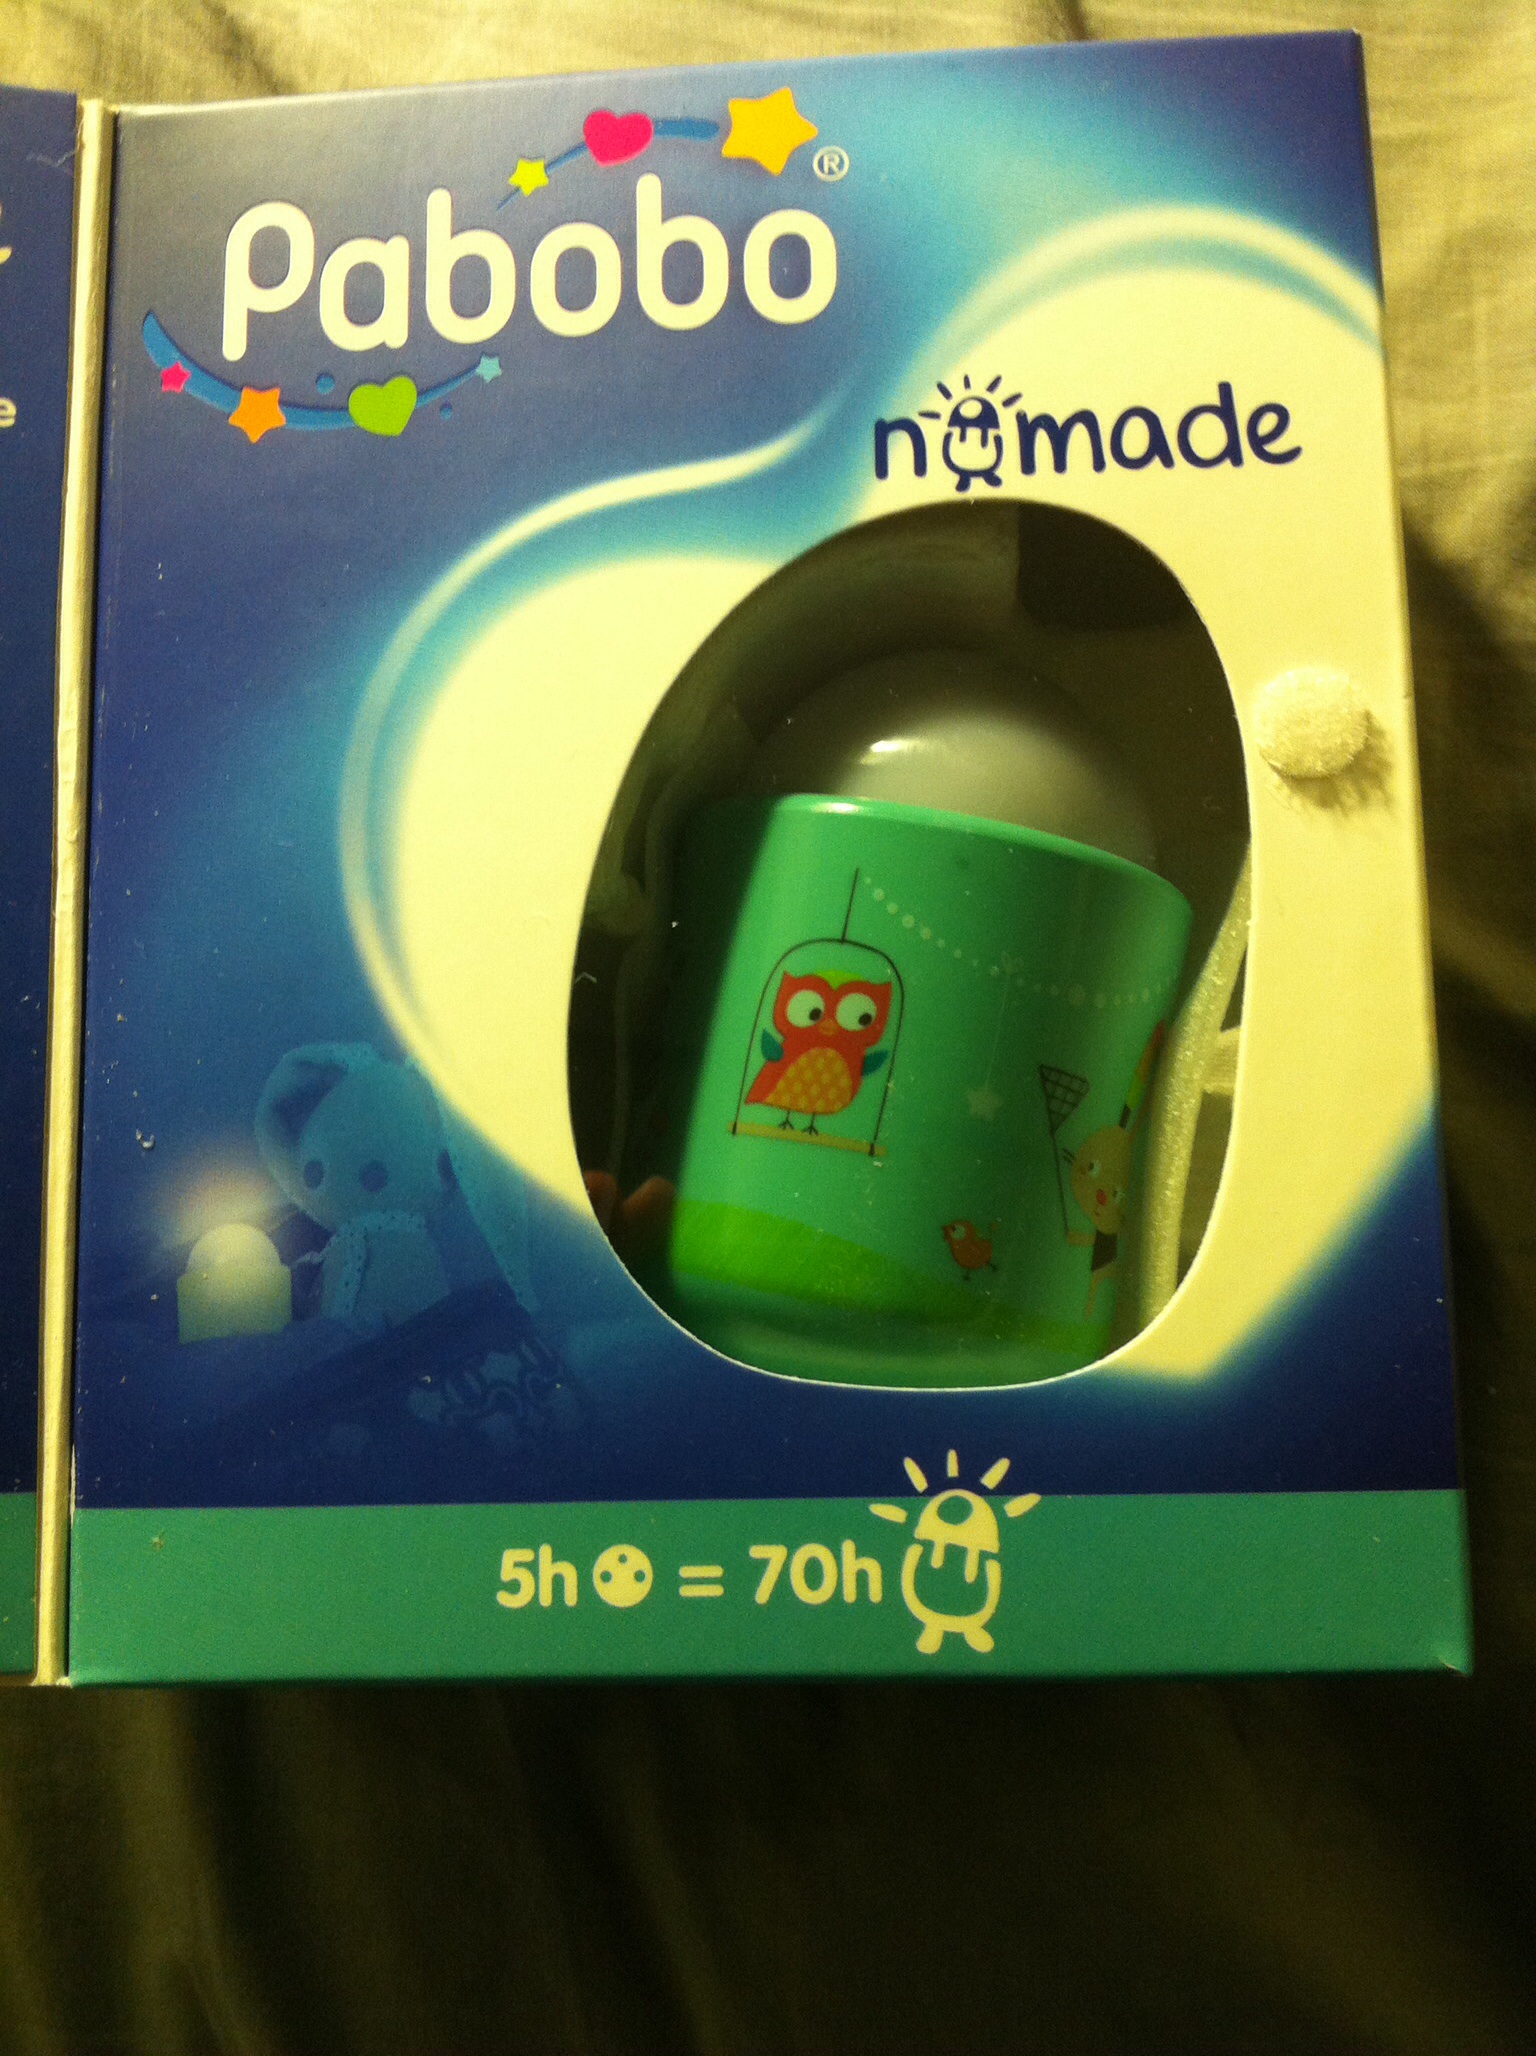 Pabobo®
nomade
e
5h = 70h